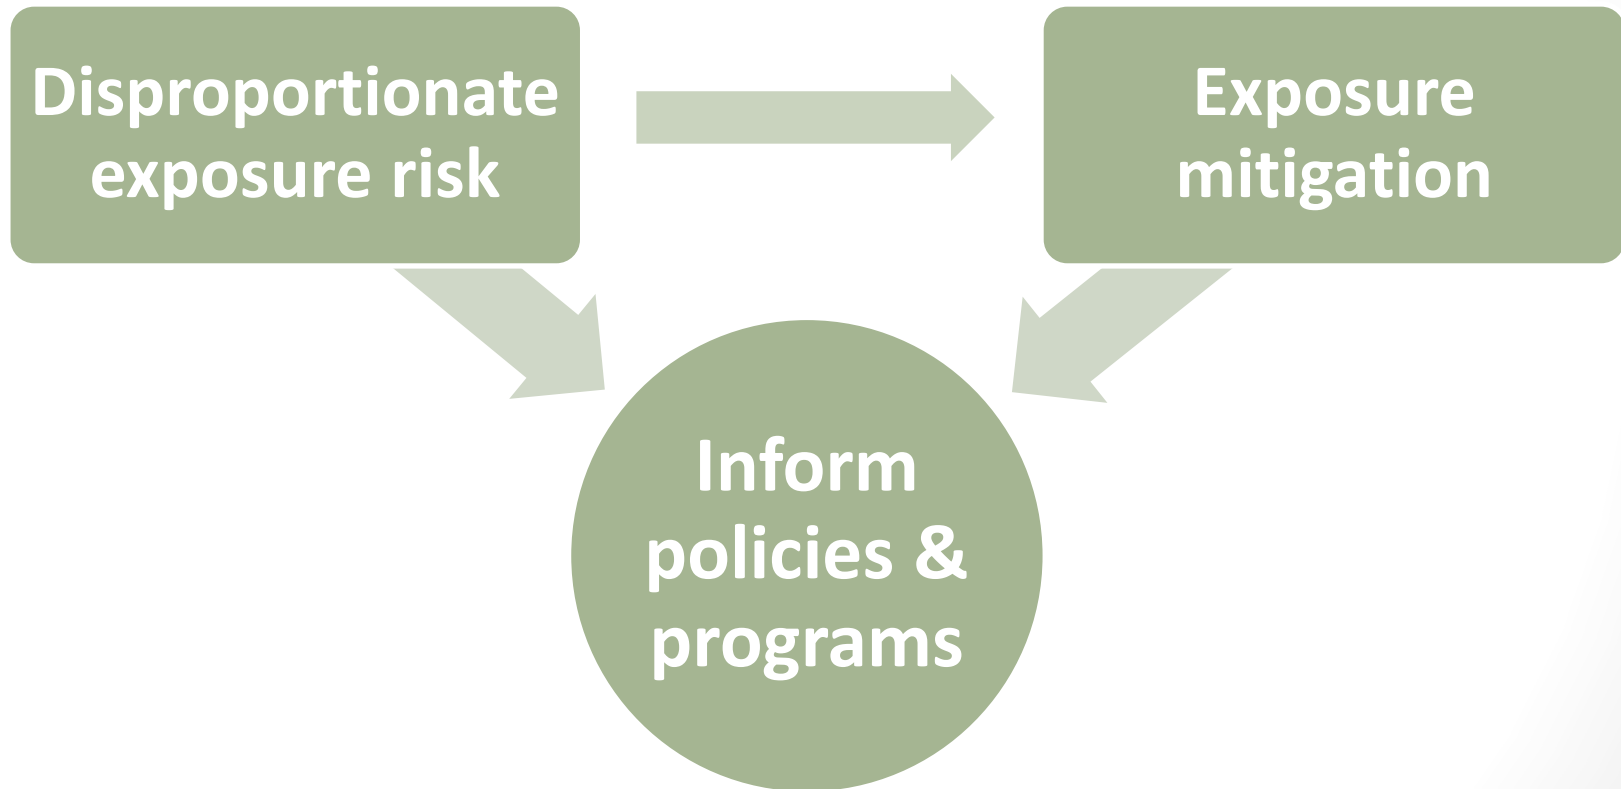 Disproportionate
exposure risk
Exposure
mitigation
Inform
policies &
programs